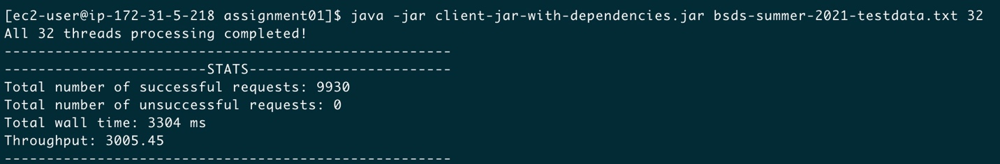 [ec2-user@ip-172-31-5-218 assignment01]$ java -jar client-jar-with-dependencies.jar bsds-summer-2021-testdata.txt 32
All 32 threads processing completed!
-----------------------------------------------------
------------------------STATS------------------------
Total number of successful requests: 9930
Total number of unsuccessful requests: 0
Total wall time: 3304 ms
Throughput: 3005.45
-----------------------------------------------------